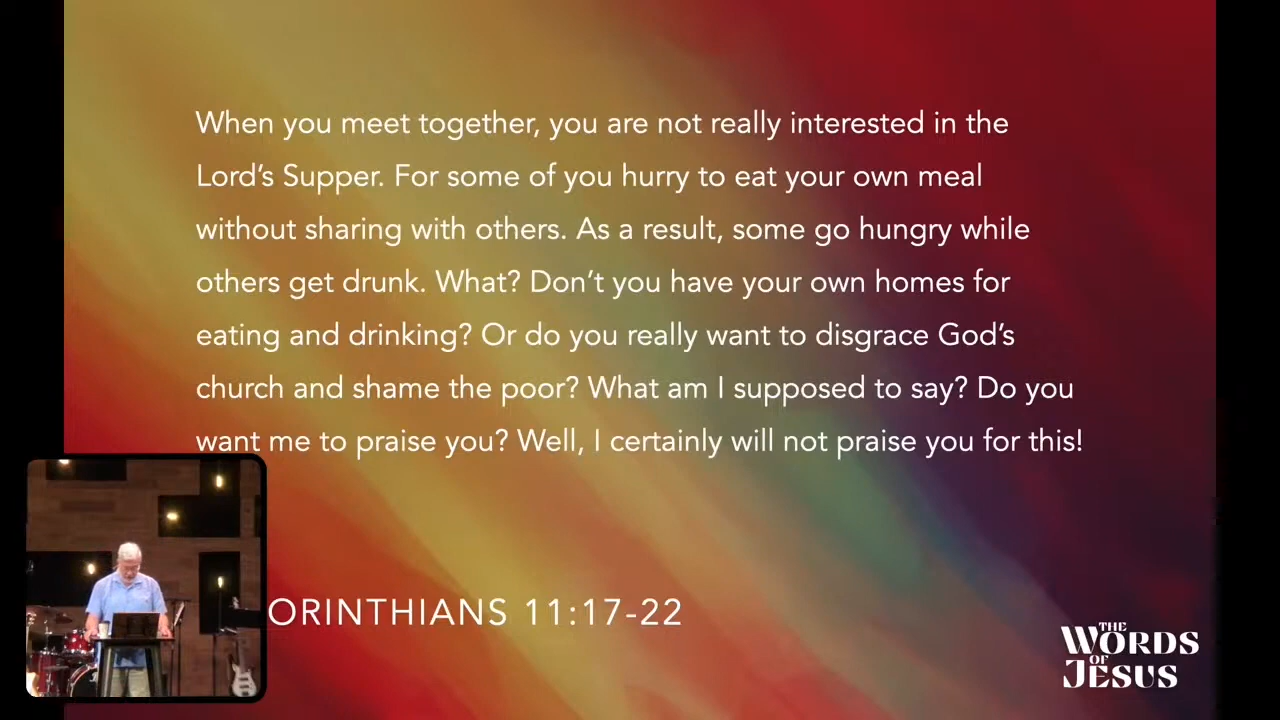 When you meet together, you are not really interested in the
Lord’s Supper. For some of you hurry to eat your own meal
without sharing with others. As a result, some go hungry while
others get drunk. What? Don’t you have your own homes for
eating and drinking? Or do you really want to disgrace God’s
church and shame the poor? What am I supposed to say? Do you
want me to praise you? Well, I certainly will not praise you for this!
ORINTHIANS 11:17-22
THE
WORDS
OF
JESUS